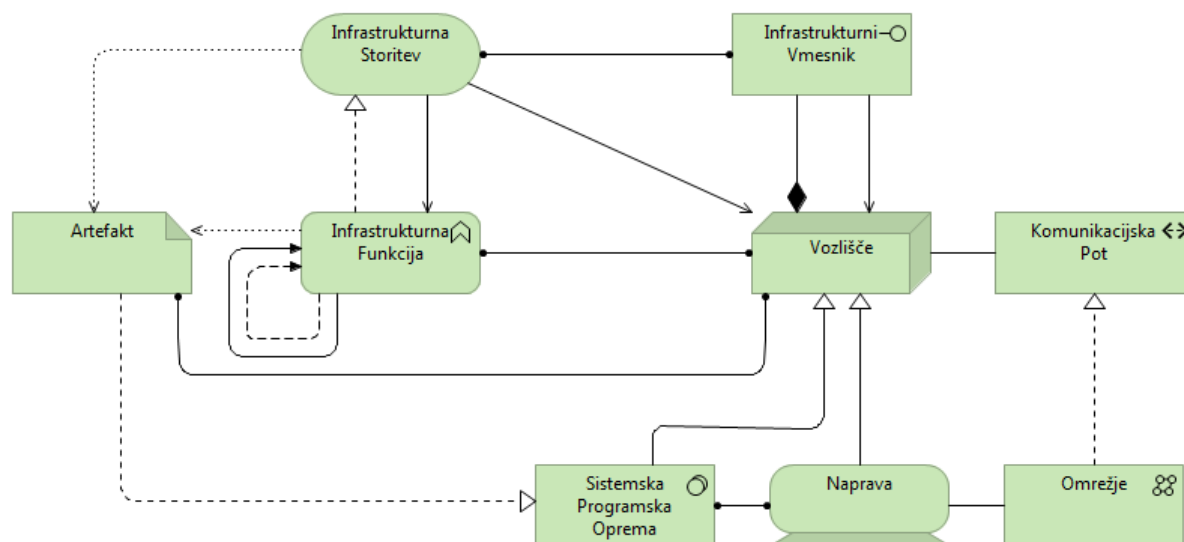 Infrastrukturna
Storitev
Infrastrukturni
Vmesnik
Artefakt
Infrastrukturna
Funkcija
Vozlišče
Komunikacijska
Pot
Sistemska
Programska
Oprema
Naprava
Omrežje